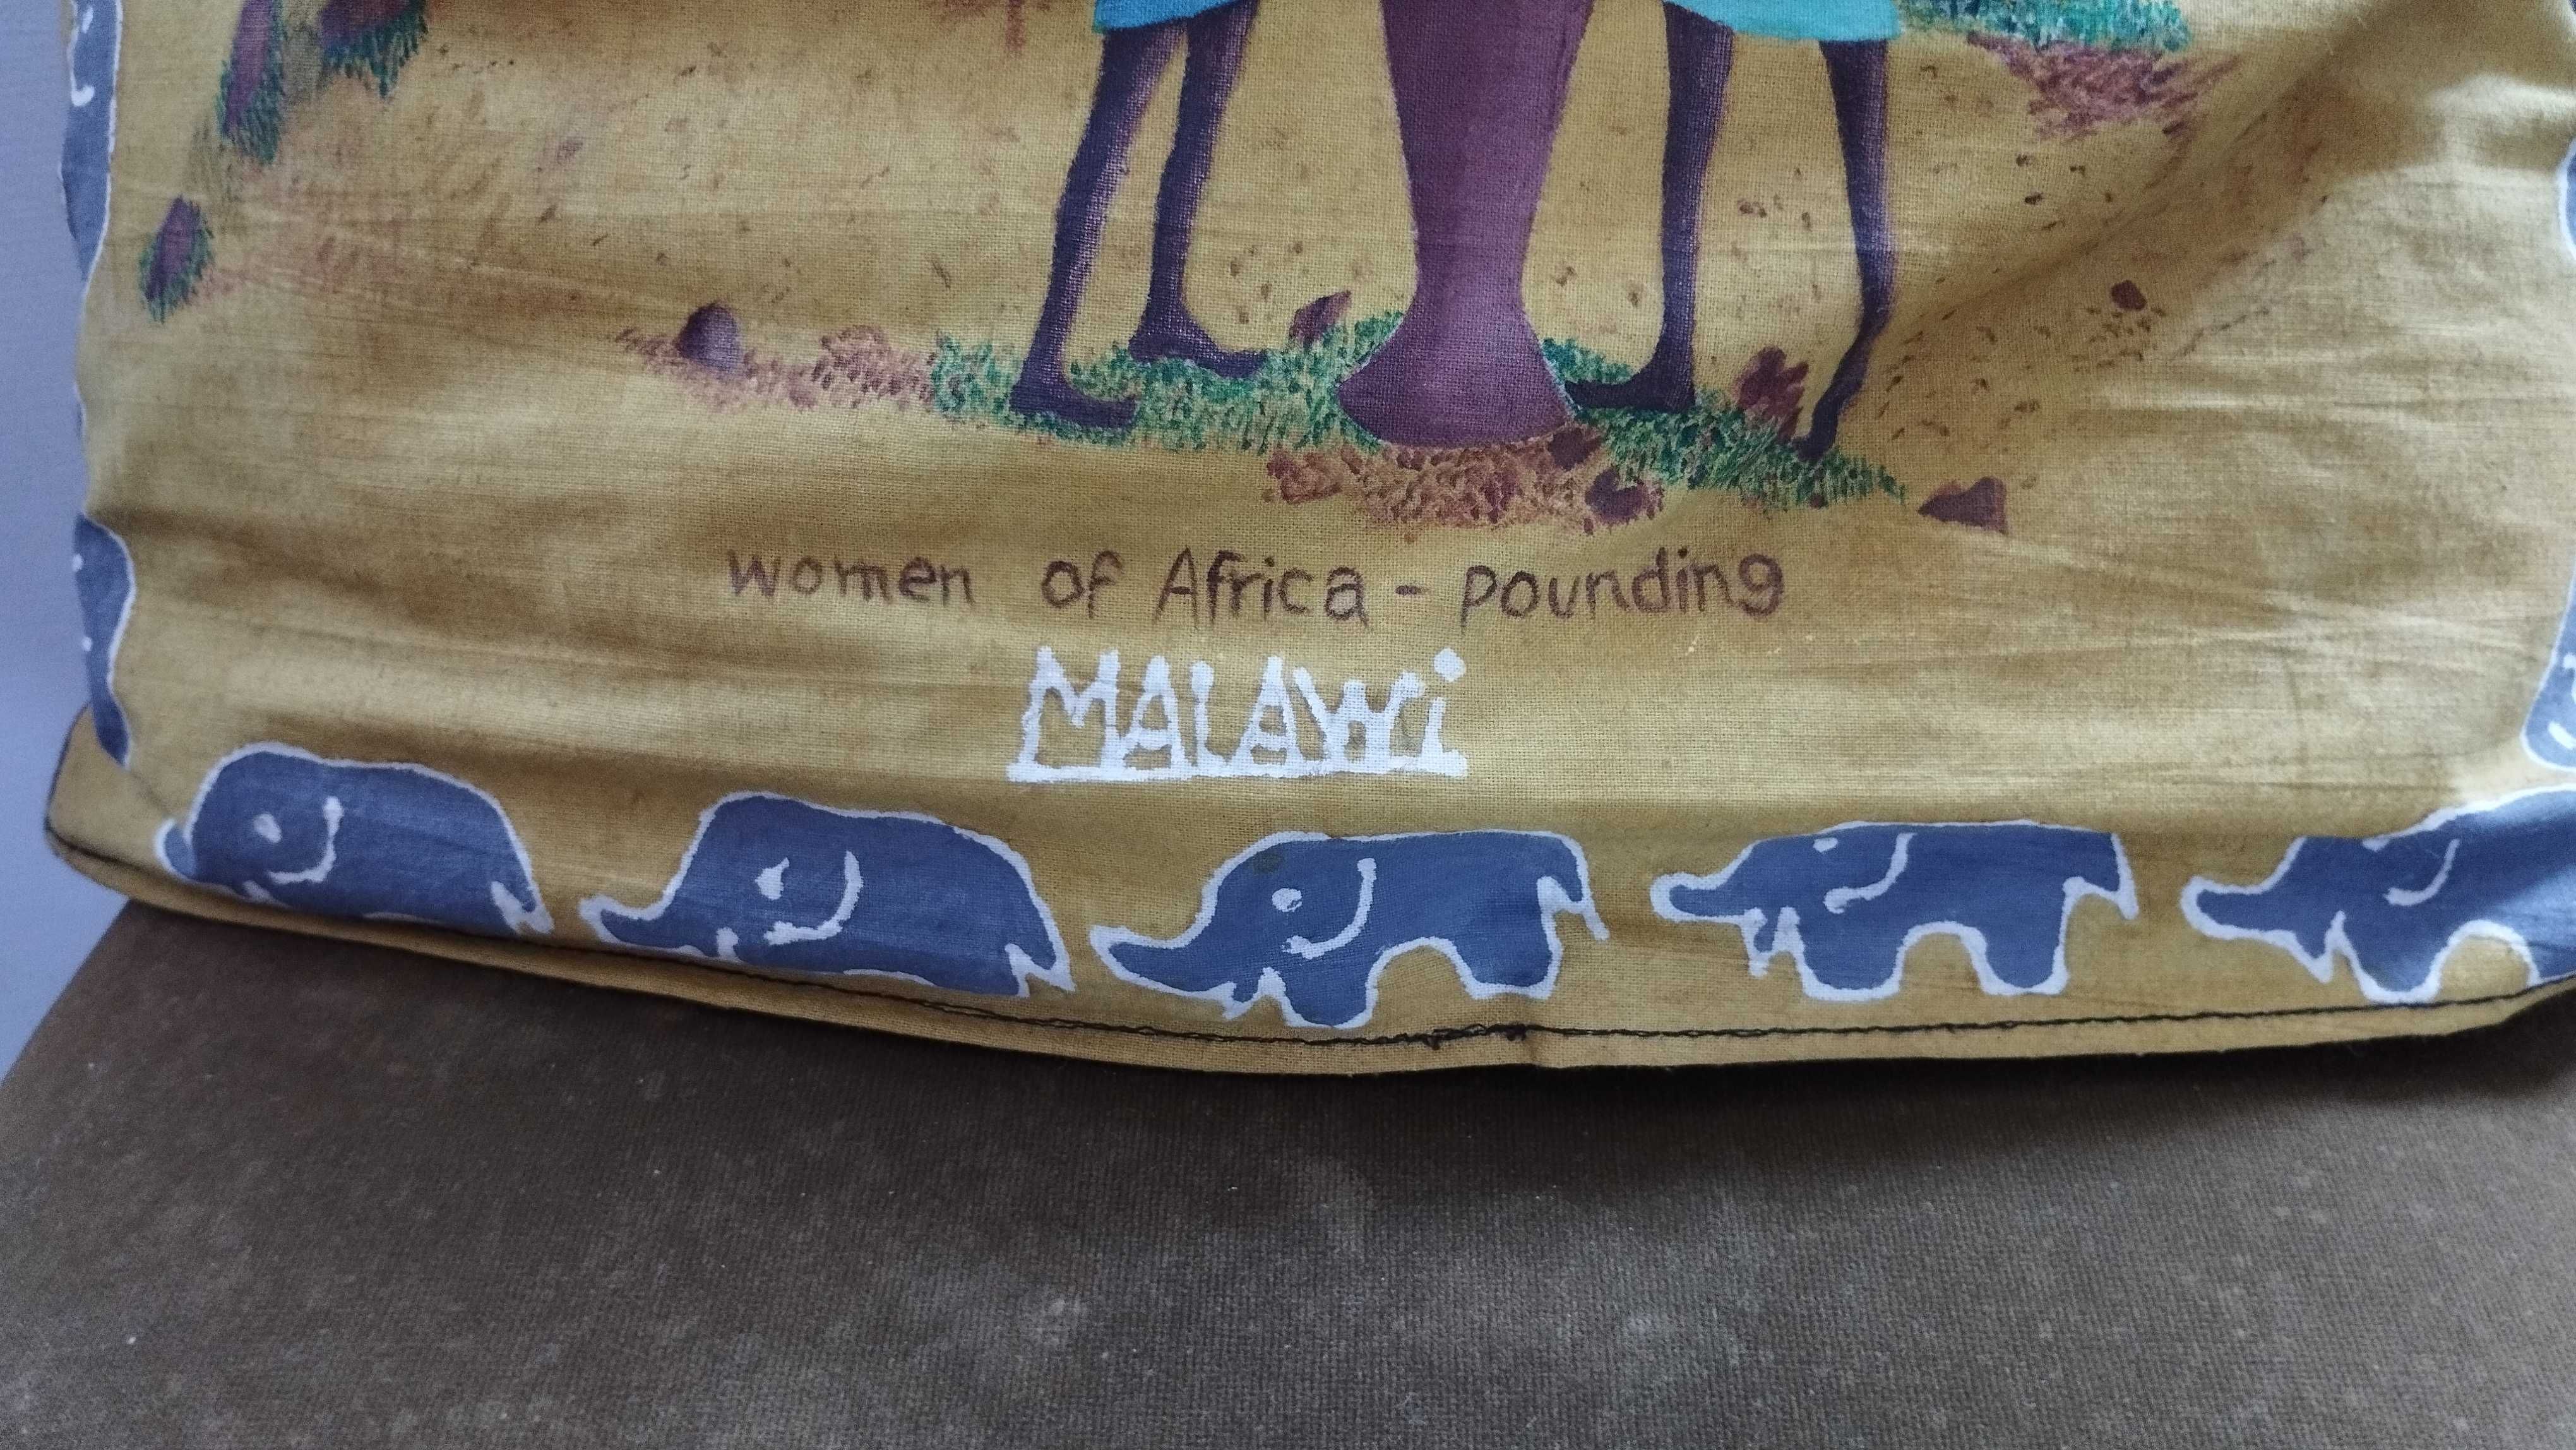 women of Africa - pounding
MALAWi